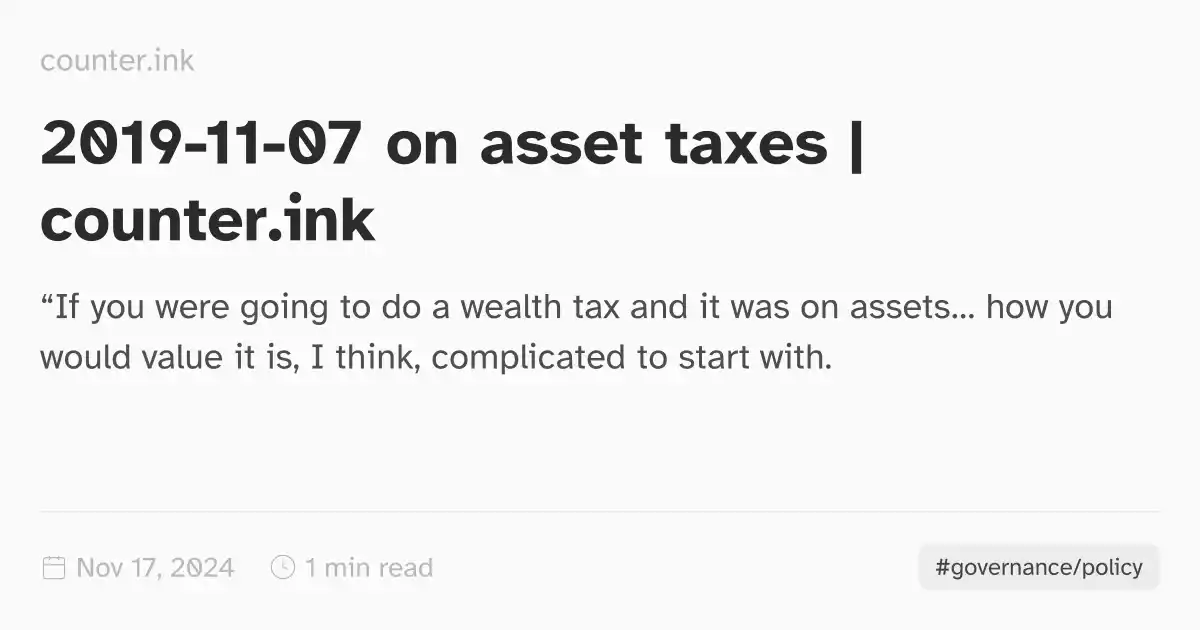 counter.ink
2019-11-07 on asset taxes |
counter.ink
“If you were going to do a wealth tax and it was on assets... how you
would value it is, I think, complicated to start with.
Nov 17, 2024 1 min read #governance/policy